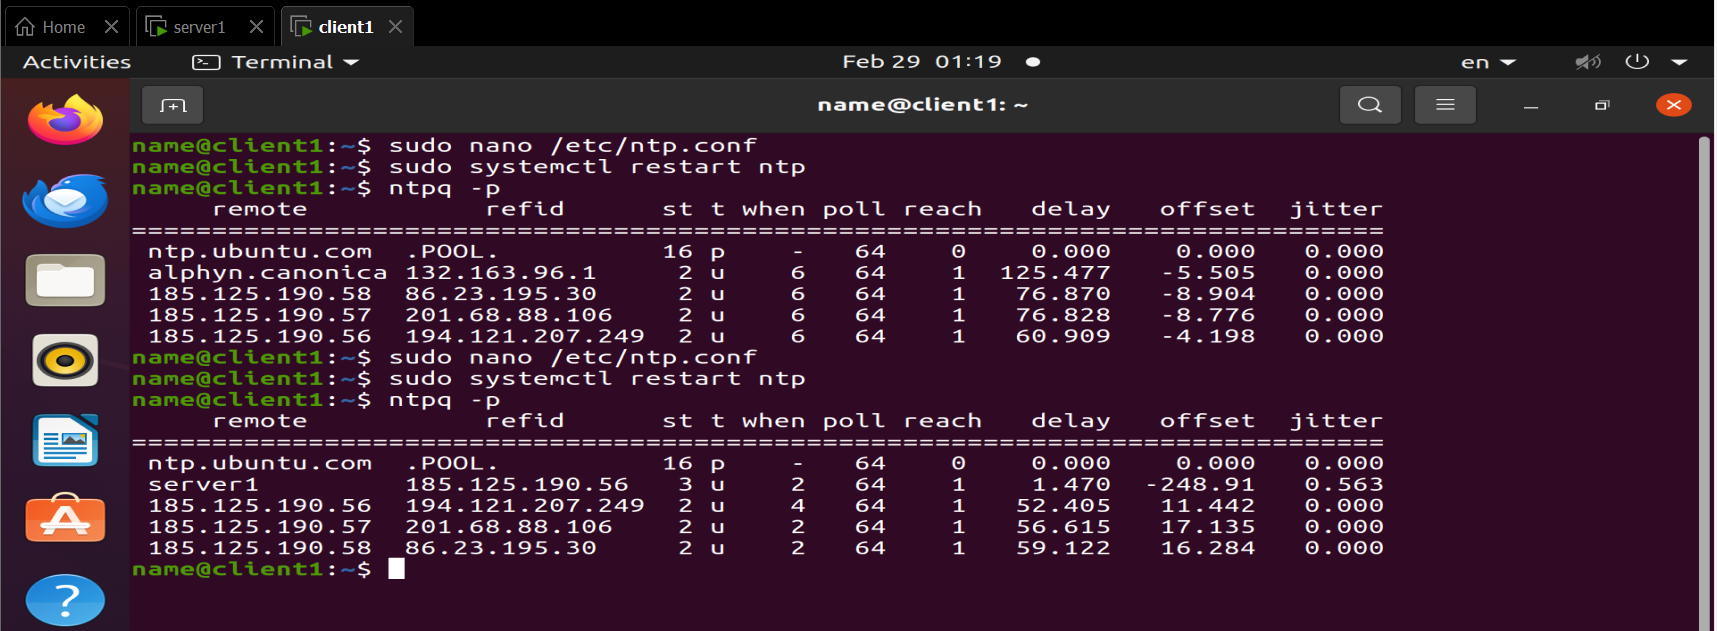 Home server1 client1
Activities Terminal Feb 29 01:19 en
name@client1: ~
name@client1:~$ sudo nano /etc/ntp.conf
name@client1:~$ sudo systemctl restart ntp
name@client1:~$ ntpq -p
remote refid st t when poll reach delay offset jitter
==============================================================================
ntp.ubuntu.com .POOL. 16 p - 64 0 0.000 0.000 0.000
alphyn.canonica 132.163.96.1 2 u 6 64 1 125.477 -5.505 0.000
185.125.190.58 86.23.195.30 2 u 6 64 1 76.870 -8.904 0.000
185.125.190.57 201.68.88.106 2 u 6 64 1 76.828 -8.776 0.000
185.125.190.56 194.121.207.249 2 u 6 64 1 60.909 -4.198 0.000
name@client1:~$ sudo nano /etc/ntp.conf
name@client1:~$ sudo systemctl restart ntp
name@client1:~$ ntpq -p
remote refid st t when poll reach delay offset jitter
==============================================================================
ntp.ubuntu.com .POOL. 16 p - 64 0 0.000 0.000 0.000
server1 185.125.190.56 3 u 2 64 1 1.470 -248.91 0.563
185.125.190.56 194.121.207.249 2 u 4 64 1 52.405 11.442 0.000
185.125.190.57 201.68.88.106 2 u 2 64 1 56.615 17.135 0.000
185.125.190.58 86.23.195.30 2 u 2 64 1 59.122 16.284 0.000
name@client1:~$